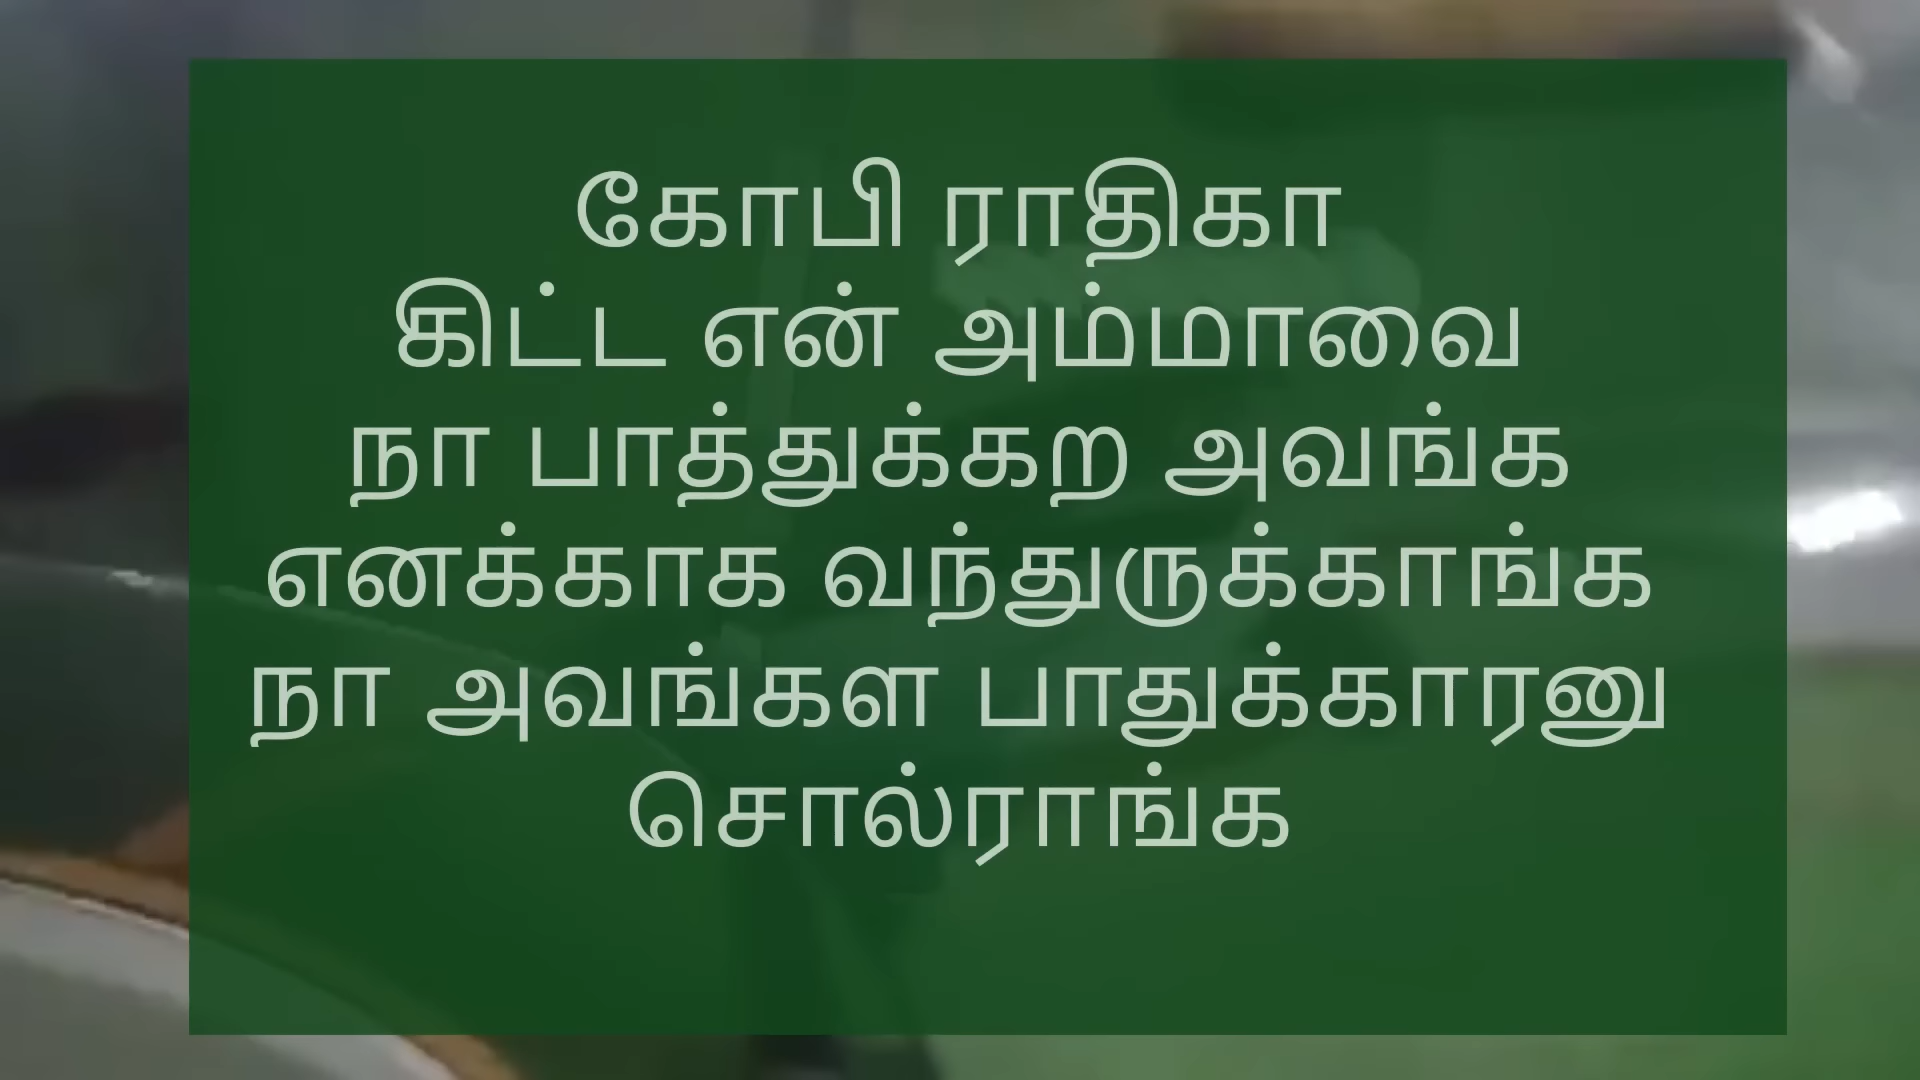 கோபி ராதிகா
கிட்ட என் அம்மாவை
நா பாத்துக்கற அவங்க
எனக்காக வந்துருக்காங்க
நா அவங்கள பாதுக்காரனு
சொல்ராங்க